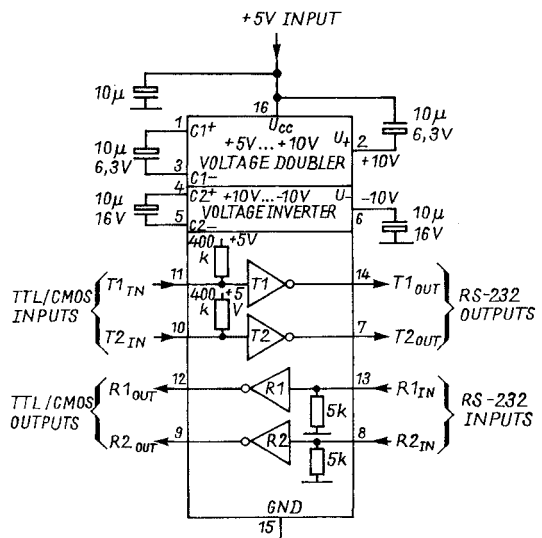 +5V INPUT
10µ
16
10µ
6,3V
1
C1+
UCC
U+
2
+10V
+5V...+10V
VOLTAGE DOUBLER
10µ
6,3V
3
C1-
4
C2+
+10V...-10V
U-
-10V
VOLTAGE INVERTER
10µ
16V
5
C2-
6
10µ
16V
400
k
+5V
TTL/CMOS
INPUTS
T1IN
11
T1
14
T1OUT
RS-232
OUTPUTS
400
k
+5
V
T2IN
10
T2
7
T2OUT
TTL/CMOS
OUTPUTS
R1OUT
12
R1
13
R1IN
RS-232
INPUTS
5k
R2OUT
9
R2
8
R2IN
5k
GND
15